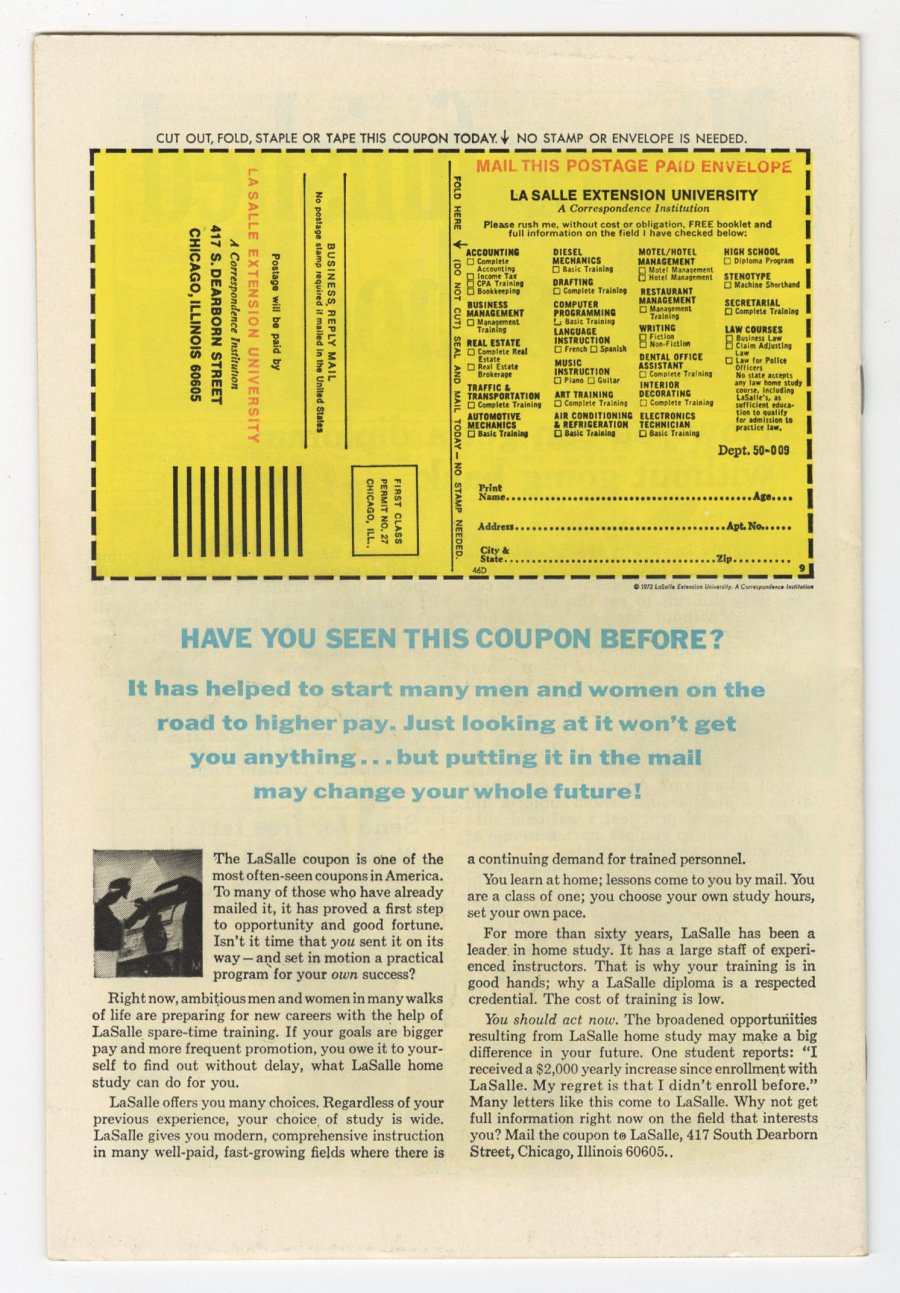 CUT OUT, FOLD, STAPLE OR TAPE THIS COUPON TODAY.↓ NO STAMP OR ENVELOPE IS NEEDED.
LA SALLE EXTENSION UNIVERSITY
A Correspondence Institution
417 S. DEARBORN STREET
CHICAGO, ILLINOIS 60605
Postage will be paid by
BUSINESS REPLY MAIL
No postage stamp required if mailed in the United States
FIRST CLASS
PERMIT NO. 27
CHICAGO, ILL..
FOLD HERE ↓ (DO NOT CUT) SEAL AND MAIL TODAY—NO STAMP NEEDED.
MAIL THIS POSTAGE PAID ENVELOPE
LA SALLE EXTENSION UNIVERSITY
A Correspondence Institution
Please rush me, without cost or obligation, FREE booklet and
full information on the field I have checked below:
ACCOUNTING
☐ Complete
Accounting
☐ Income Tax
☐ CPA Training
☐ Bookkeeping
BUSINESS
MANAGEMENT
☐ Management
Training
REAL ESTATE
☐ Complete Real
Estate
☐ Real Estate
Brokerage
TRAFFIC &
TRANSPORTATION
☐ Complete Training
AUTOMOTIVE
MECHANICS
☐ Basic Training
DIESEL
MECHANICS
☐ Basic Training
DRAFTING
☐ Complete Training
COMPUTER
PROGRAMMING
☐ Basic Training
LANGUAGE
INSTRUCTION
☐ French ☐ Spanish
MUSIC
INSTRUCTION
☐ Piano ☐ Guitar
ART TRAINING
☐ Complete Training
AIR CONDITIONING
& REFRIGERATION
☐ Basic Training
MOTEL/HOTEL
MANAGEMENT
☐ Motel Management
☐ Hotel Management
RESTAURANT
MANAGEMENT
☐ Management
Training
WRITING
☐ Fiction
☐ Non-Fiction
DENTAL OFFICE
ASSISTANT
☐ Complete Training
INTERIOR
DECORATING
☐ Complete Training
ELECTRONICS
TECHNICIAN
☐ Basic Training
HIGH SCHOOL
☐ Diploma Program
STENOTYPE
☐ Machine Shorthand
SECRETARIAL
☐ Complete Training
LAW COURSES
☐ Business Law
☐ Claim Adjusting
Law
☐ Law for Police
Officers
No state accepts
any law home study
course, including
LaSalle's, as
sufficient educa-
tion to qualify
for admission to
practice law.
Dept. 50-009
Print
Name..................................................Age....
Address...........................................Apt. No......
City &
State...........................................Zip..........
46D 9
© 1972 LaSalle Extension University. A Correspondence Institution
HAVE YOU SEEN THIS COUPON BEFORE?
It has helped to start many men and women on the
road to higher pay. Just looking at it won't get
you anything...but putting it in the mail
may change your whole future!
The LaSalle coupon is one of the
most often-seen coupons in America.
To many of those who have already
mailed it, it has proved a first step
to opportunity and good fortune.
Isn't it time that you sent it on its
way—and set in motion a practical
program for your own success?
Right now, ambitious men and women in many walks
of life are preparing for new careers with the help of
LaSalle spare-time training. If your goals are bigger
pay and more frequent promotion, you owe it to your-
self to find out without delay, what LaSalle home
study can do for you.
LaSalle offers you many choices. Regardless of your
previous experience, your choice of study is wide.
LaSalle gives you modern, comprehensive instruction
in many well-paid, fast-growing fields where there is
a continuing demand for trained personnel.
You learn at home; lessons come to you by mail. You
are a class of one; you choose your own study hours,
set your own pace.
For more than sixty years, LaSalle has been a
leader in home study. It has a large staff of experi-
enced instructors. That is why your training is in
good hands; why a LaSalle diploma is a respected
credential. The cost of training is low.
You should act now. The broadened opportunities
resulting from LaSalle home study may make a big
difference in your future. One student reports: "I
received a $2,000 yearly increase since enrollment with
LaSalle. My regret is that I didn't enroll before."
Many letters like this come to LaSalle. Why not get
full information right now on the field that interests
you? Mail the coupon to LaSalle, 417 South Dearborn
Street, Chicago, Illinois 60605..